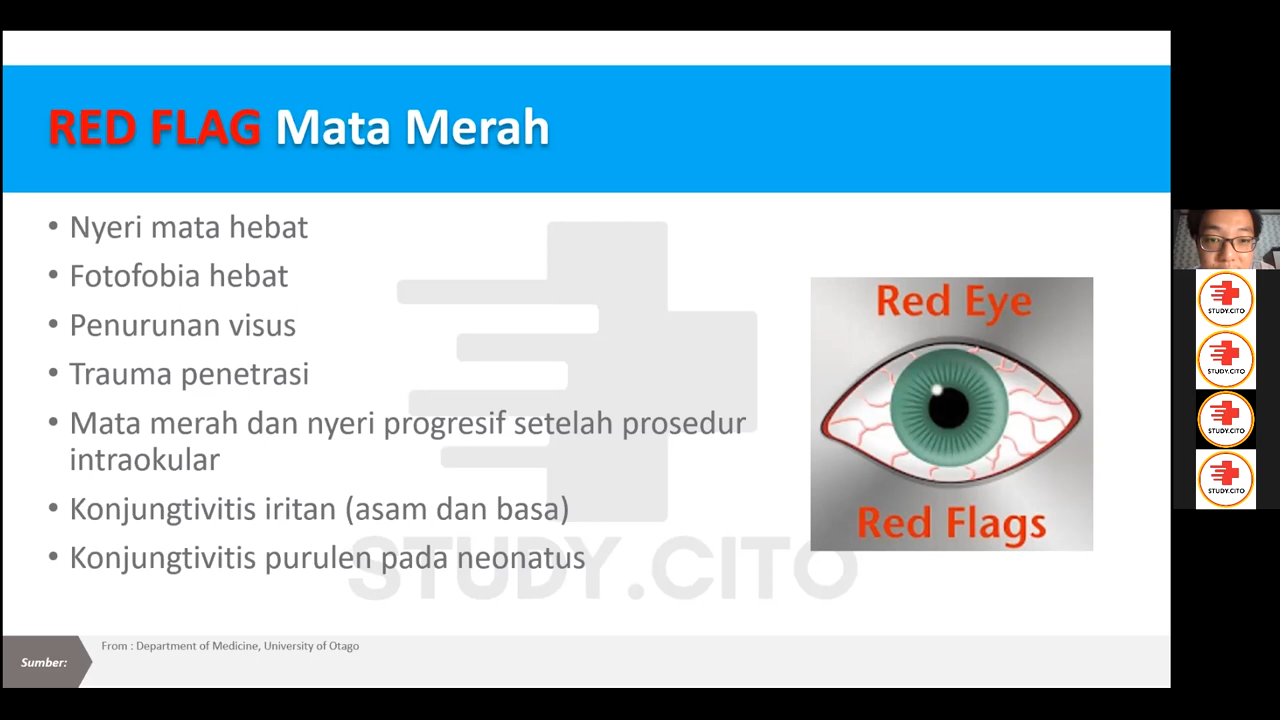 RED FLAG Mata Merah
• Nyeri mata hebat
• Fotofobia hebat
• Penurunan visus
• Trauma penetrasi
• Mata merah dan nyeri progresif setelah prosedur
intraokular
• Konjungtivitis iritan (asam dan basa)
• Konjungtivitis purulen pada neonatus
Red Eye
Red Flags
STUDY.CITO
From : Department of Medicine, University of Otago
Sumber:
STUDY.CITO
STUDY.CITO
STUDY.CITO
STUDY.CITO